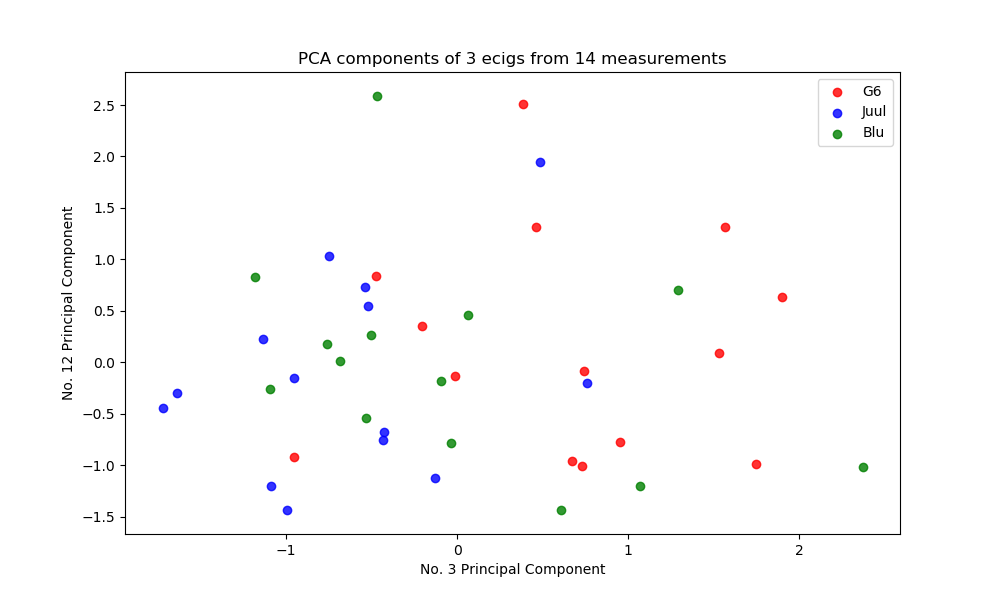 PCA components of 3 ecigs from 14 measurements
G6
Juul
Blu
2.5
2.0
1.5
1.0
0.5
0.0
−0.5
−1.0
−1.5
No. 12 Principal Component
−1
0
1
2
No. 3 Principal Component